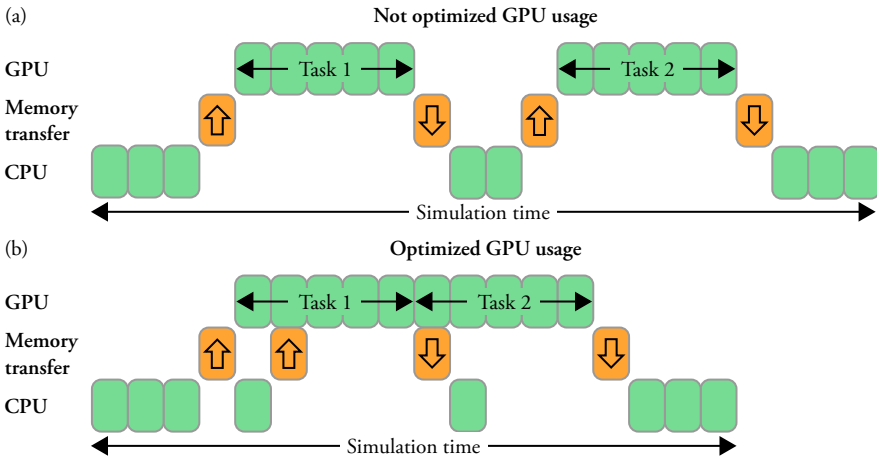 (a)
Not optimized GPU usage
GPU
Task 1
Task 2
Memory
transfer
CPU
Simulation time
(b)
Optimized GPU usage
GPU
Task 1
Task 2
Memory
transfer
CPU
Simulation time